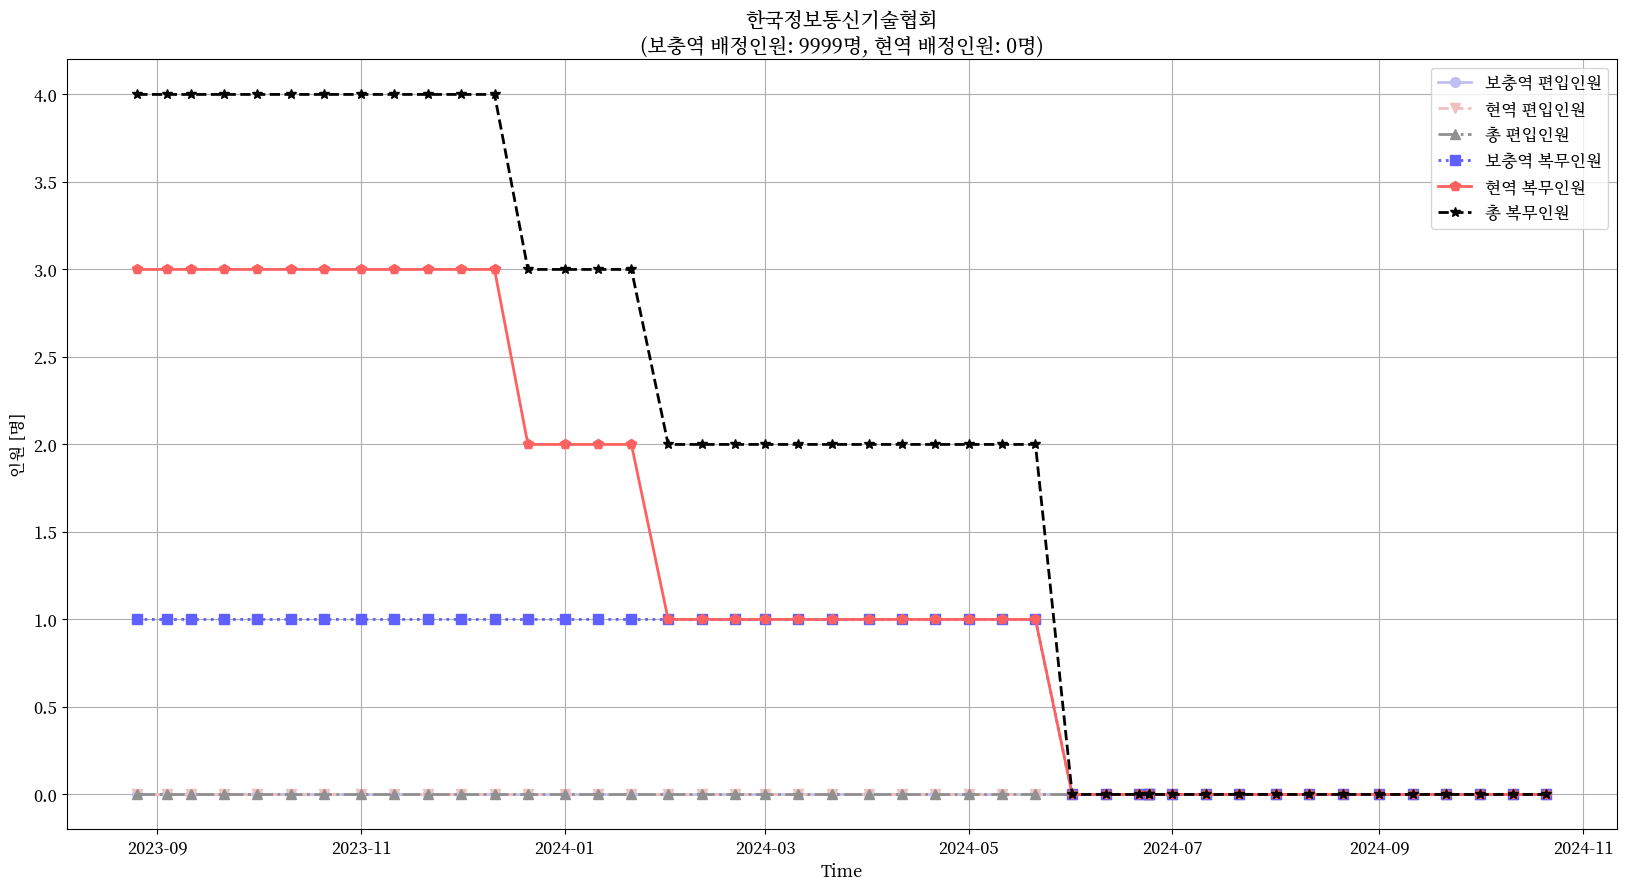 한국정보통신기술협회
(보충역 배정인원: 9999명, 현역 배정인원: 0명)
보충역 편입인원
현역 편입인원
총 편입인원
보충역 복무인원
현역 복무인원
총 복무인원
인원 [명]
4.0
3.5
3.0
2.5
2.0
1.5
1.0
0.5
0.0
2023-09
2023-11
2024-01
2024-03
2024-05
2024-07
2024-09
2024-11
Time